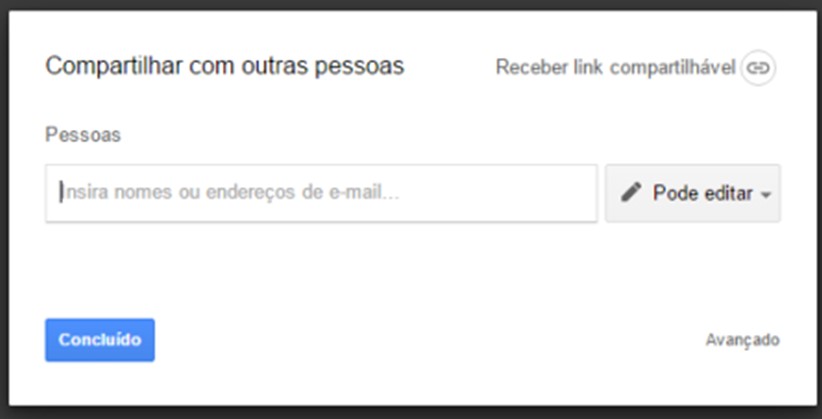 Compartilhar com outras pessoas
Receber link compartilhável
Pessoas
Insira nomes ou endereços de e-mail...
Pode editar
Concluído
Avançado